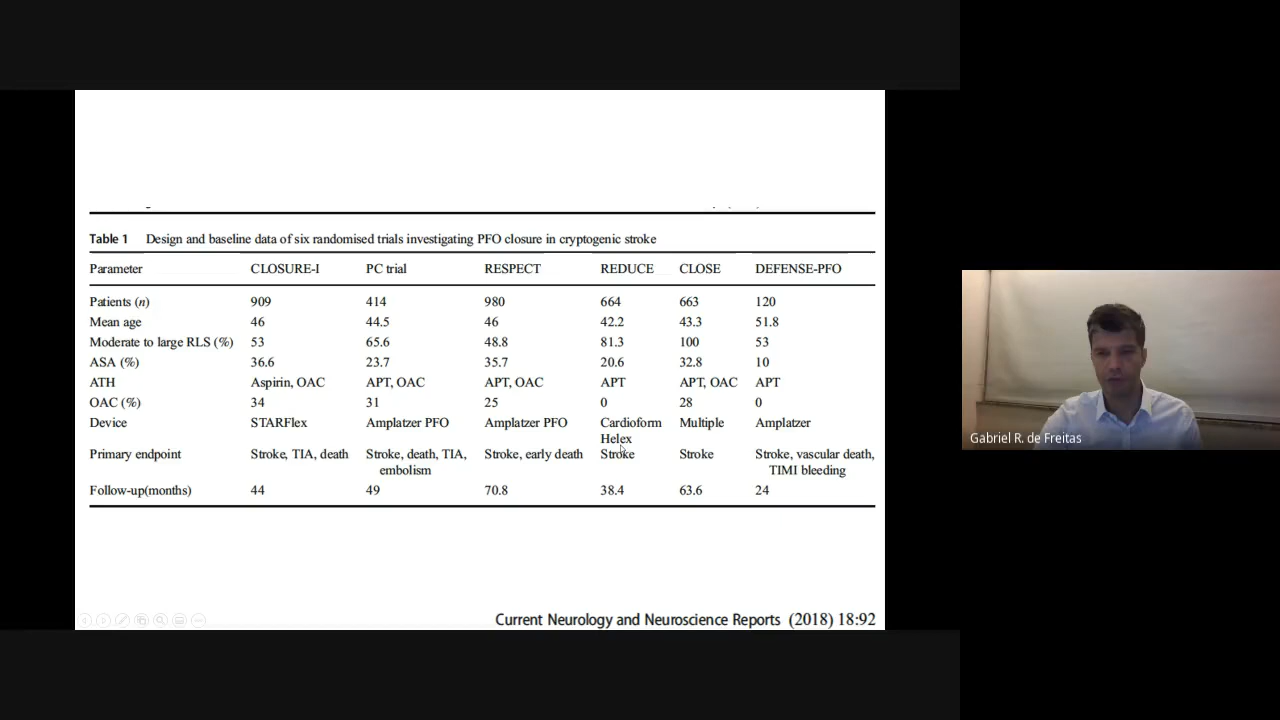 Table 1 Design and baseline data of six randomised trials investigating PFO closure in cryptogenic stroke
Parameter CLOSURE-I PC trial RESPECT REDUCE CLOSE DEFENSE-PFO
Patients (n) 909 414 980 664 663 120
Mean age 46 44.5 46 42.2 43.3 51.8
Moderate to large RLS (%) 53 65.6 48.8 81.3 100 53
ASA (%) 36.6 23.7 35.7 20.6 32.8 10
ATH Aspirin, OAC APT, OAC APT, OAC APT APT, OAC APT
OAC (%) 34 31 25 0 28 0
Device STARFlex Amplatzer PFO Amplatzer PFO Cardioform Multiple Amplatzer
Helex
Primary endpoint Stroke, TIA, death Stroke, death, TIA, Stroke, early death Stroke Stroke Stroke, vascular death,
embolism TIMI bleeding
Follow-up(months) 44 49 70.8 38.4 63.6 24
Current Neurology and Neuroscience Reports (2018) 18:92
Gabriel R. de Freitas